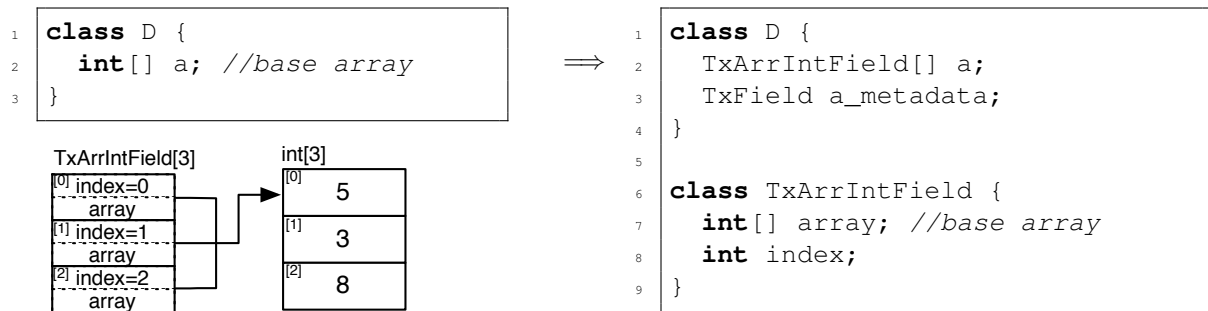 1 class D {
2 int[] a; //base array
3 }
⟹
TxArrIntField[3]
[0] index=0
array
[1] index=1
array
[2] index=2
array
int[3]
[0] 5
[1] 3
[2] 8
1 class D {
2 TxArrIntField[] a;
3 TxField a_metadata;
4 }
5
6 class TxArrIntField {
7 int[] array; //base array
8 int index;
9 }